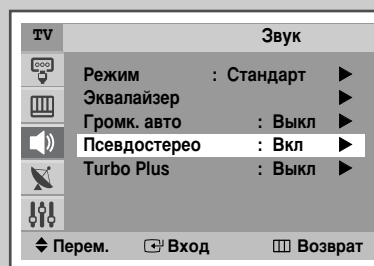 TV Звук
Режим : Стандарт
Эквалайзер
Громк. авто : Выкл
Псевдостерео : Вкл
Turbo Plus : Выкл
Перем. Вход Возврат